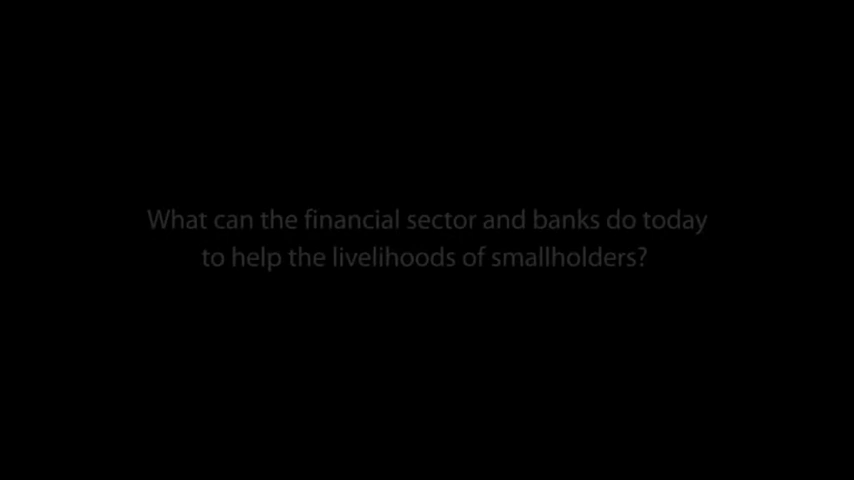 What can the financial sector and banks do today
to help the livelihoods of smallholders?